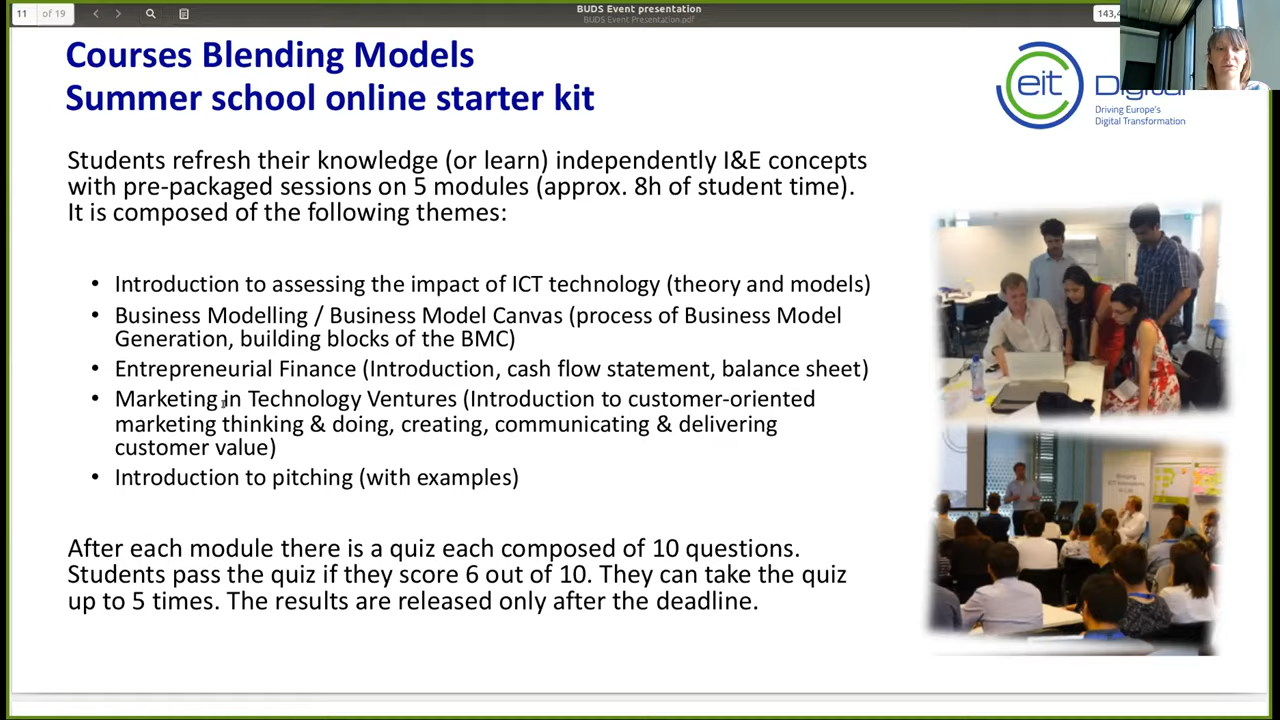 11 of 19
BUDS Event presentation
BUDS Event Presentation.pdf
143,4
Courses Blending Models
Summer school online starter kit
eit Digital
Driving Europe's
Digital Transformation
Students refresh their knowledge (or learn) independently I&E concepts
with pre-packaged sessions on 5 modules (approx. 8h of student time).
It is composed of the following themes:
• Introduction to assessing the impact of ICT technology (theory and models)
• Business Modelling / Business Model Canvas (process of Business Model
Generation, building blocks of the BMC)
• Entrepreneurial Finance (Introduction, cash flow statement, balance sheet)
• Marketing in Technology Ventures (Introduction to customer-oriented
marketing thinking & doing, creating, communicating & delivering
customer value)
• Introduction to pitching (with examples)
After each module there is a quiz each composed of 10 questions.
Students pass the quiz if they score 6 out of 10. They can take the quiz
up to 5 times. The results are released only after the deadline.